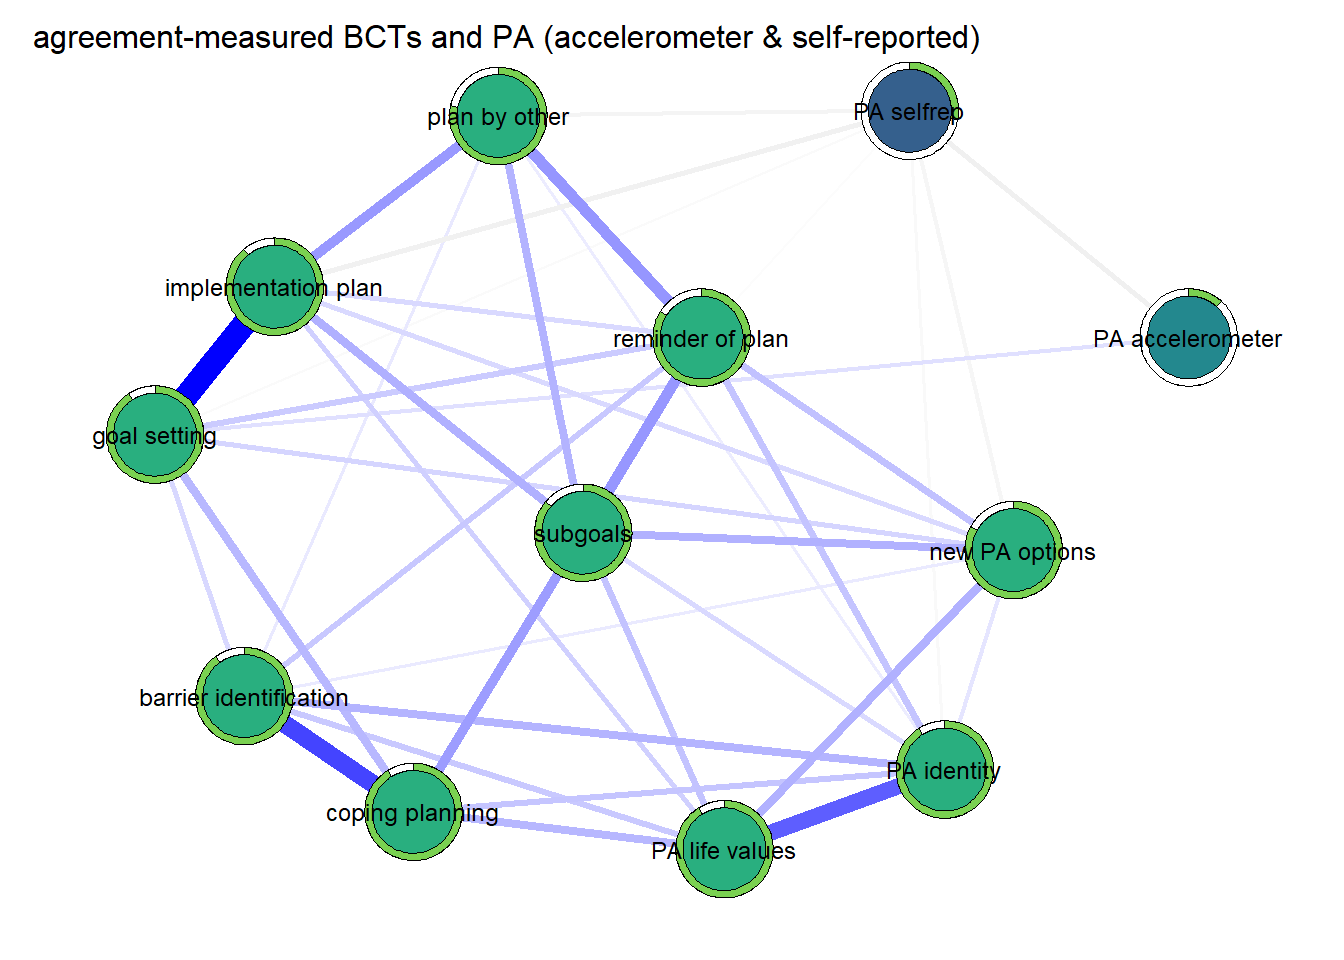 agreement-measured BCTs and PA (accelerometer & self-reported)
plan by other
PA selfrep
implementation plan
reminder of plan
PA accelerometer
goal setting
subgoals
new PA options
barrier identification
PA identity
coping planning
PA life values